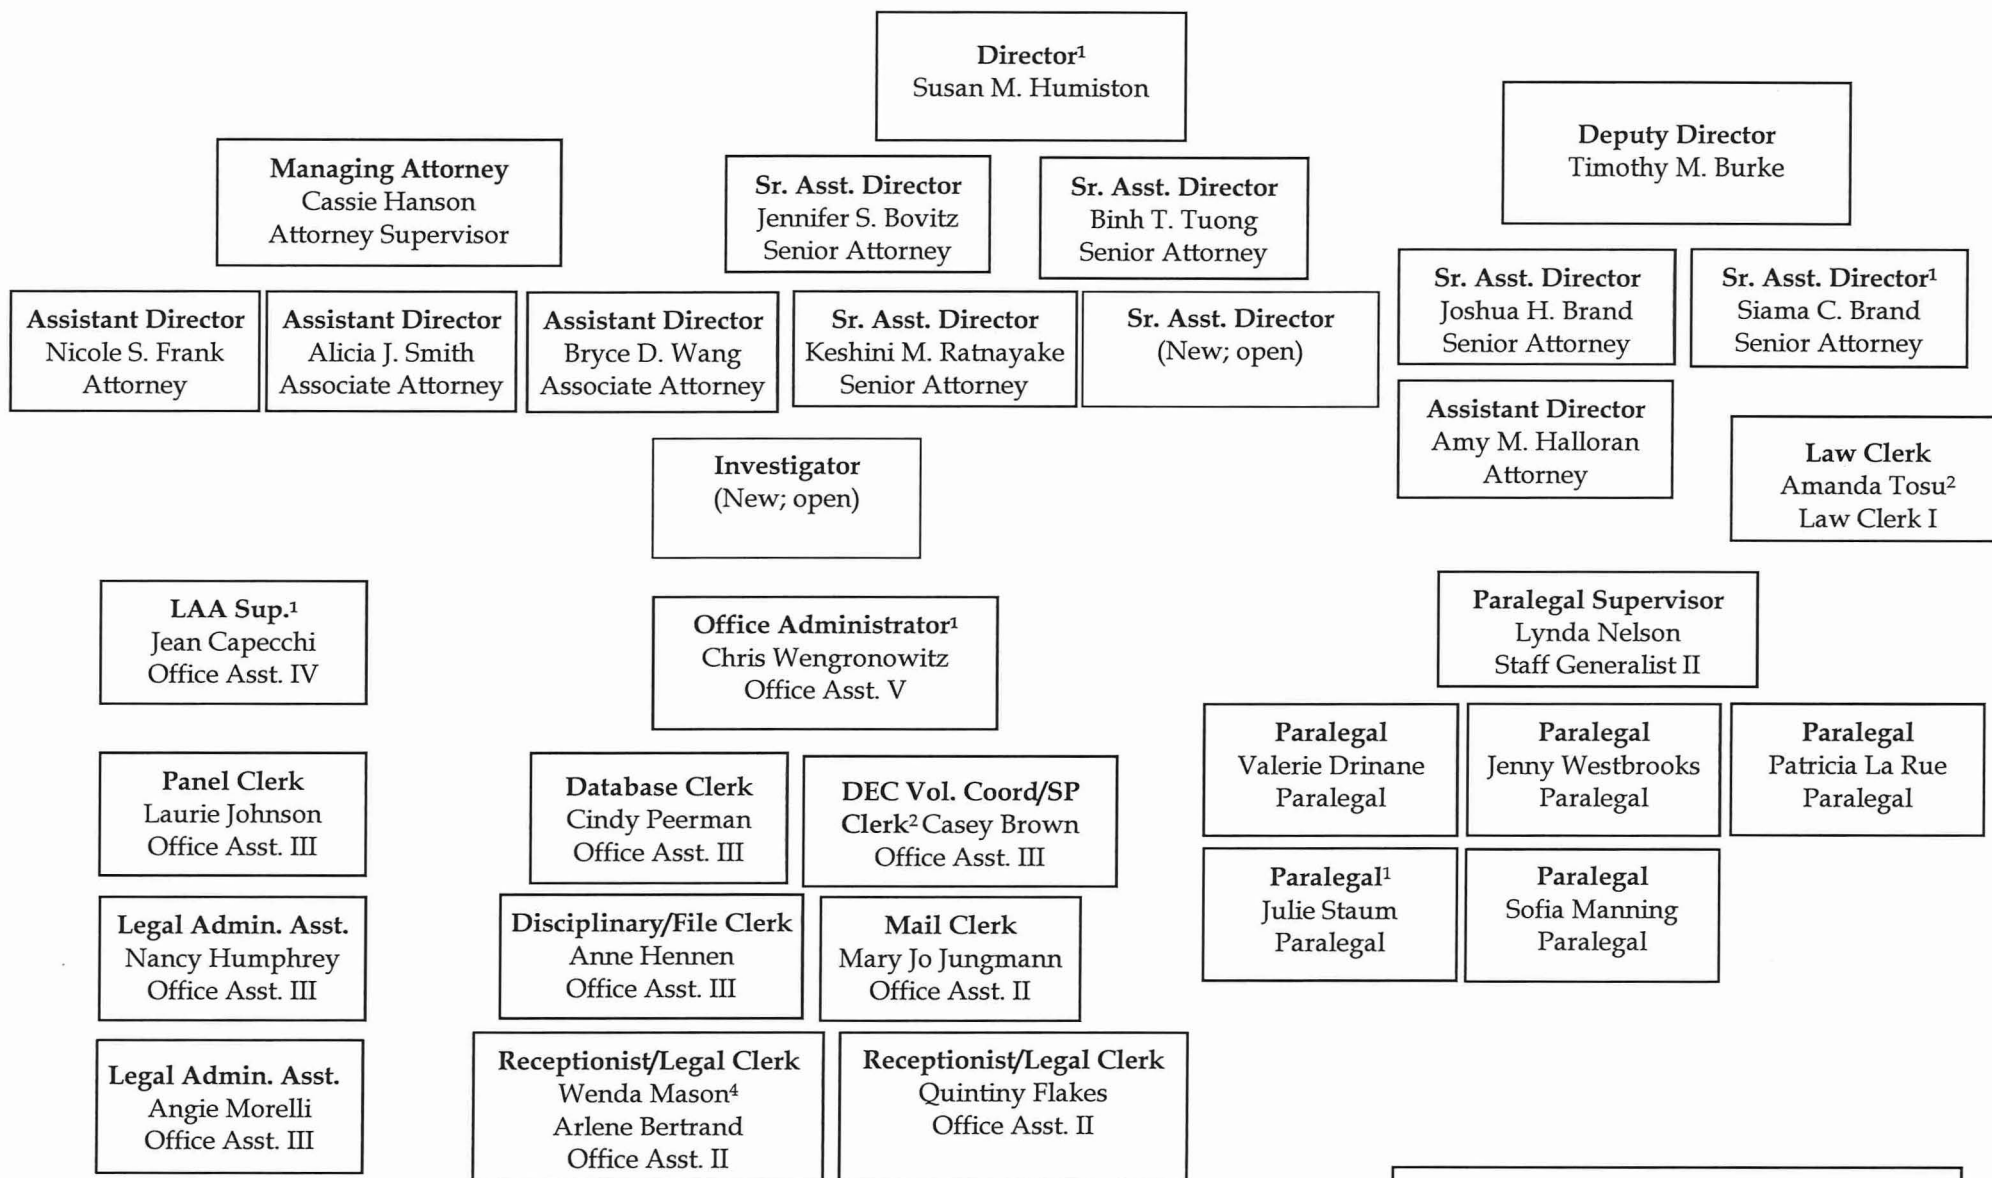 Director¹
Susan M. Humiston
Deputy Director
Timothy M. Burke
Managing Attorney
Cassie Hanson
Attorney Supervisor
Sr. Asst. Director
Jennifer S. Bovitz
Senior Attorney
Sr. Asst. Director
Binh T. Tuong
Senior Attorney
Sr. Asst. Director
Joshua H. Brand
Senior Attorney
Sr. Asst. Director¹
Siama C. Brand
Senior Attorney
Assistant Director
Nicole S. Frank
Attorney
Assistant Director
Alicia J. Smith
Associate Attorney
Assistant Director
Bryce D. Wang
Associate Attorney
Sr. Asst. Director
Keshini M. Ratnayake
Senior Attorney
Sr. Asst. Director
(New; open)
Assistant Director
Amy M. Halloran
Attorney
Law Clerk
Amanda Tosu²
Law Clerk I
Investigator
(New; open)
LAA Sup.¹
Jean Capecchi
Office Asst. IV
Office Administrator¹
Chris Wengronowitz
Office Asst. V
Paralegal Supervisor
Lynda Nelson
Staff Generalist II
Panel Clerk
Laurie Johnson
Office Asst. III
Database Clerk
Cindy Peerman
Office Asst. III
DEC Vol. Coord/SP
Clerk² Casey Brown
Office Asst. III
Paralegal
Valerie Drinane
Paralegal
Paralegal
Jenny Westbrooks
Paralegal
Paralegal
Patricia La Rue
Paralegal
Legal Admin. Asst.
Nancy Humphrey
Office Asst. III
Disciplinary/File Clerk
Anne Hennen
Office Asst. III
Mail Clerk
Mary Jo Jungmann
Office Asst. II
Paralegal¹
Julie Staum
Paralegal
Paralegal
Sofia Manning
Paralegal
Legal Admin. Asst.
Angie Morelli
Office Asst. III
Receptionist/Legal Clerk
Wenda Mason⁴
Arlene Bertrand
Office Asst. II
Receptionist/Legal Clerk
Quintiny Flakes
Office Asst. II